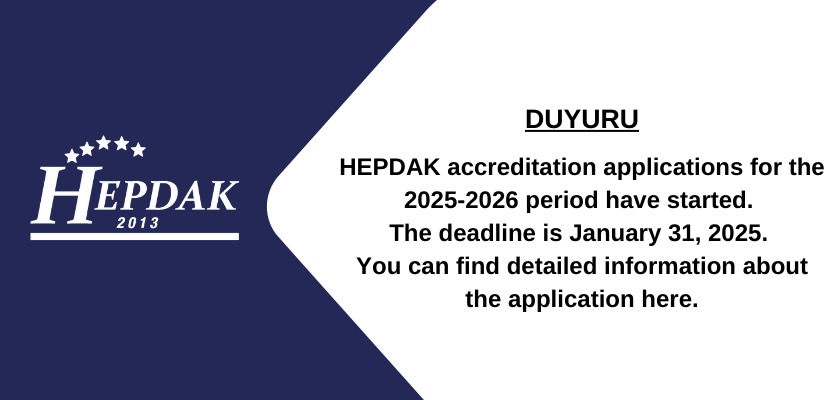 HEPDAK
2013
DUYURU
HEPDAK accreditation applications for the
2025-2026 period have started.
The deadline is January 31, 2025.
You can find detailed information about
the application here.